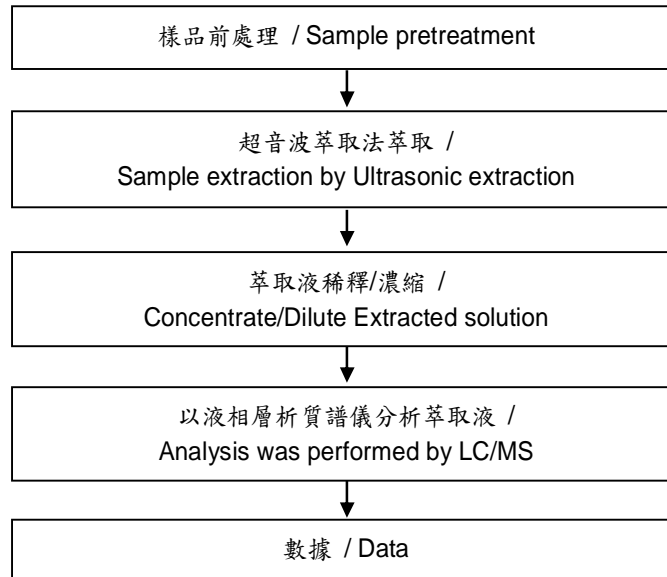 樣品前處理 / Sample pretreatment
超音波萃取法萃取 /
Sample extraction by Ultrasonic extraction
萃取液稀釋/濃縮 /
Concentrate/Dilute Extracted solution
以液相層析質譜儀分析萃取液 /
Analysis was performed by LC/MS
數據 / Data